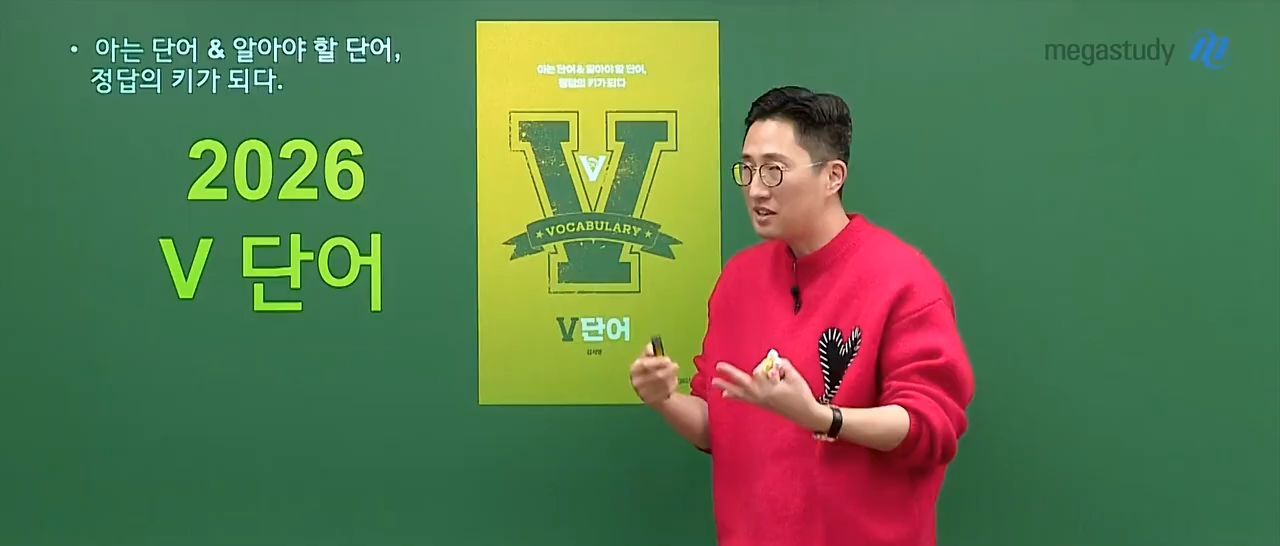 • 아는 단어 & 알아야 할 단어,
정답의 키가 되다.
2026
V 단어
아는 단어 & 알아야 할 단어,
정답의 키가 되다
V
V
VOCABULARY
V단어
megastudy